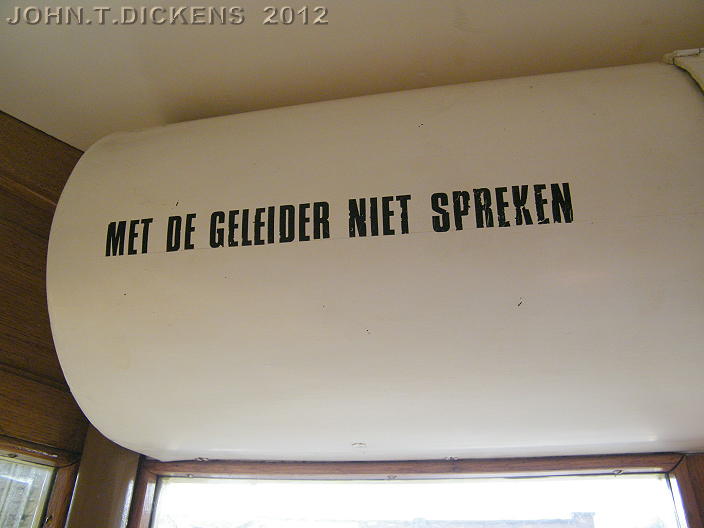 JOHN.T.DICKENS 2012
MET DE GELEIDER NIET SPREKEN